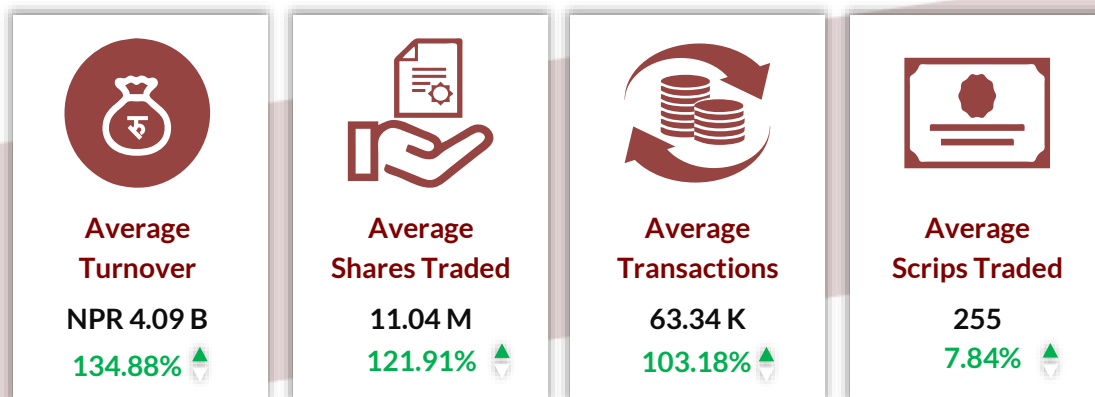 रु
Average
Turnover
NPR 4.09 B
134.88%
Average
Shares Traded
11.04 M
121.91%
Average
Transactions
63.34 K
103.18%
Average
Scrips Traded
255
7.84%